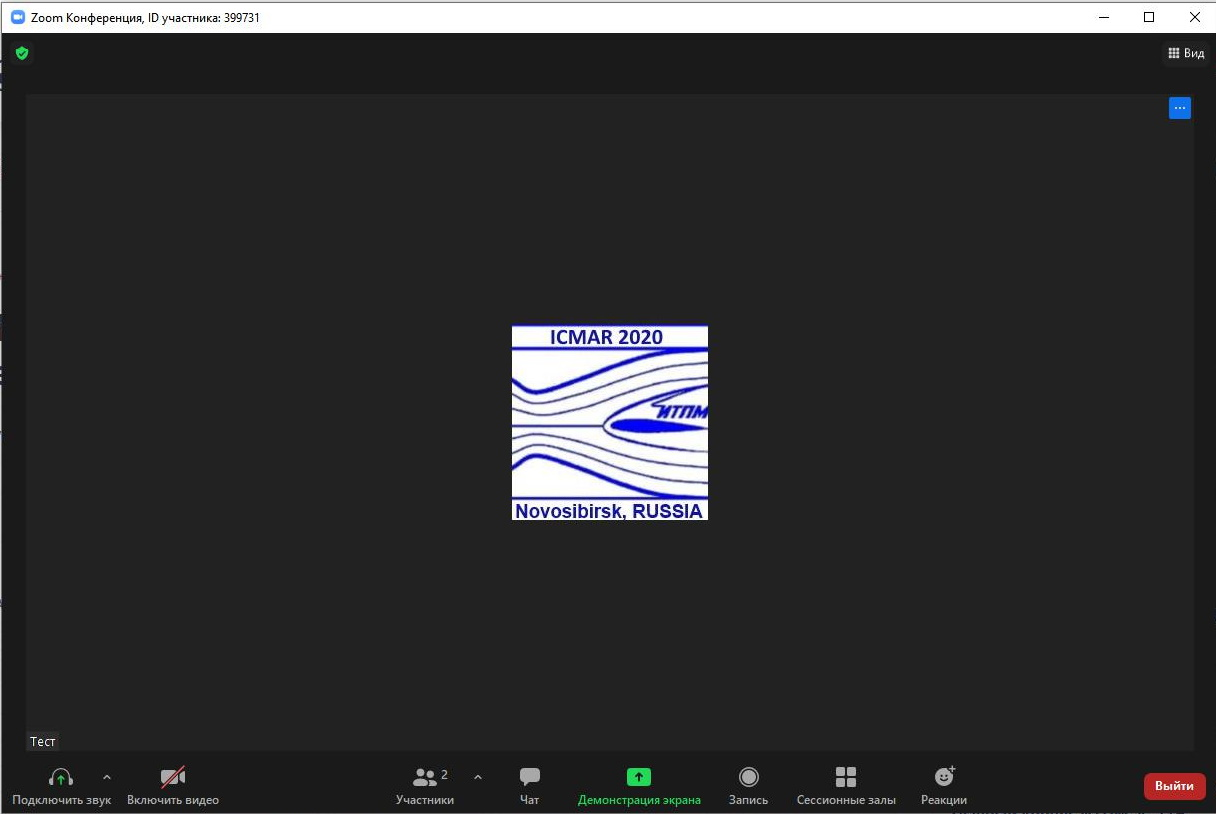 Zoom Конференция, ID участника: 399731
Вид
ICMAR 2020
ИТПМ
Novosibirsk, RUSSIA
Тест
2
Подключить звук
Включить видео
Участники
Чат
Демонстрация экрана
Запись
Сессионные залы
Реакции
Выйти